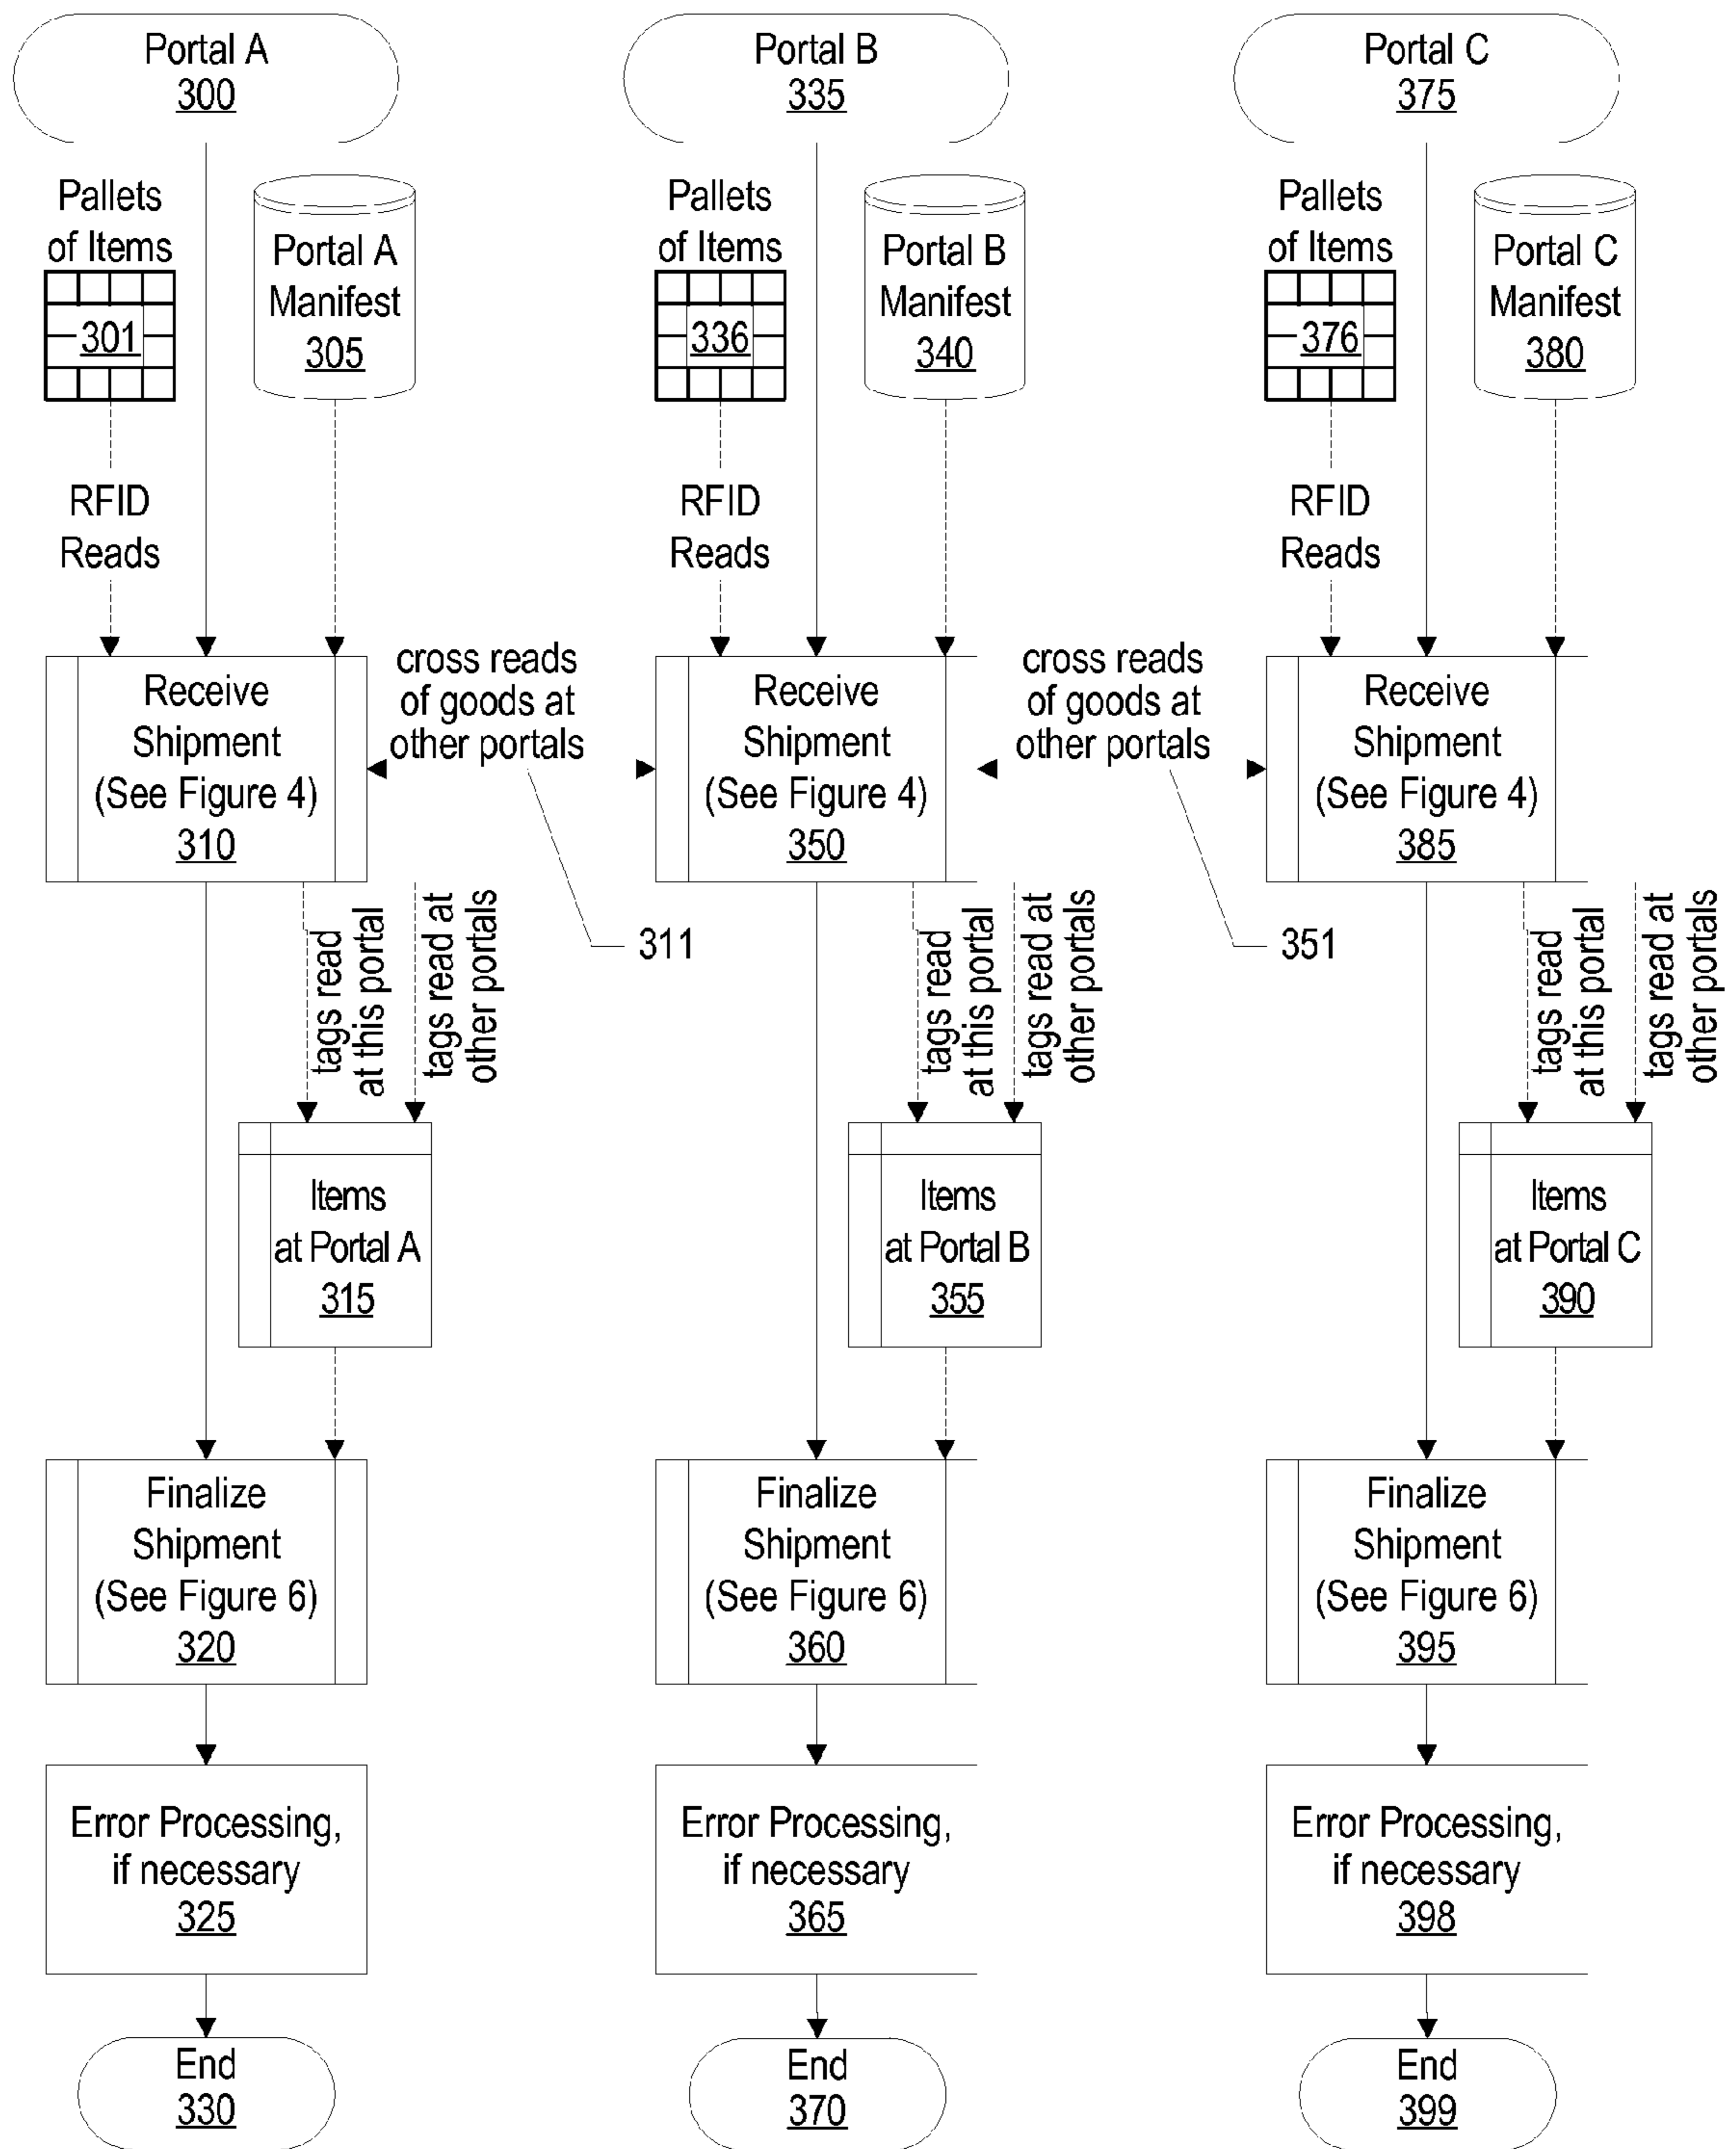 Portal A
300
Portal B
335
Portal C
375
Pallets
of Items
301
Portal A
Manifest
305
Pallets
of Items
336
Portal B
Manifest
340
Pallets
of Items
376
Portal C
Manifest
380
RFID
Reads
RFID
Reads
RFID
Reads
Receive
Shipment
(See Figure 4)
310
cross reads
of goods at
other portals
311
Receive
Shipment
(See Figure 4)
350
cross reads
of goods at
other portals
351
Receive
Shipment
(See Figure 4)
385
tags read
at this portal
tags read at
other portals
tags read
at this portal
tags read at
other portals
tags read
at this portal
tags read at
other portals
Items
at Portal A
315
Items
at Portal B
355
Items
at Portal C
390
Finalize
Shipment
(See Figure 6)
320
Finalize
Shipment
(See Figure 6)
360
Finalize
Shipment
(See Figure 6)
395
Error Processing,
if necessary
325
Error Processing,
if necessary
365
Error Processing,
if necessary
398
End
330
End
370
End
399